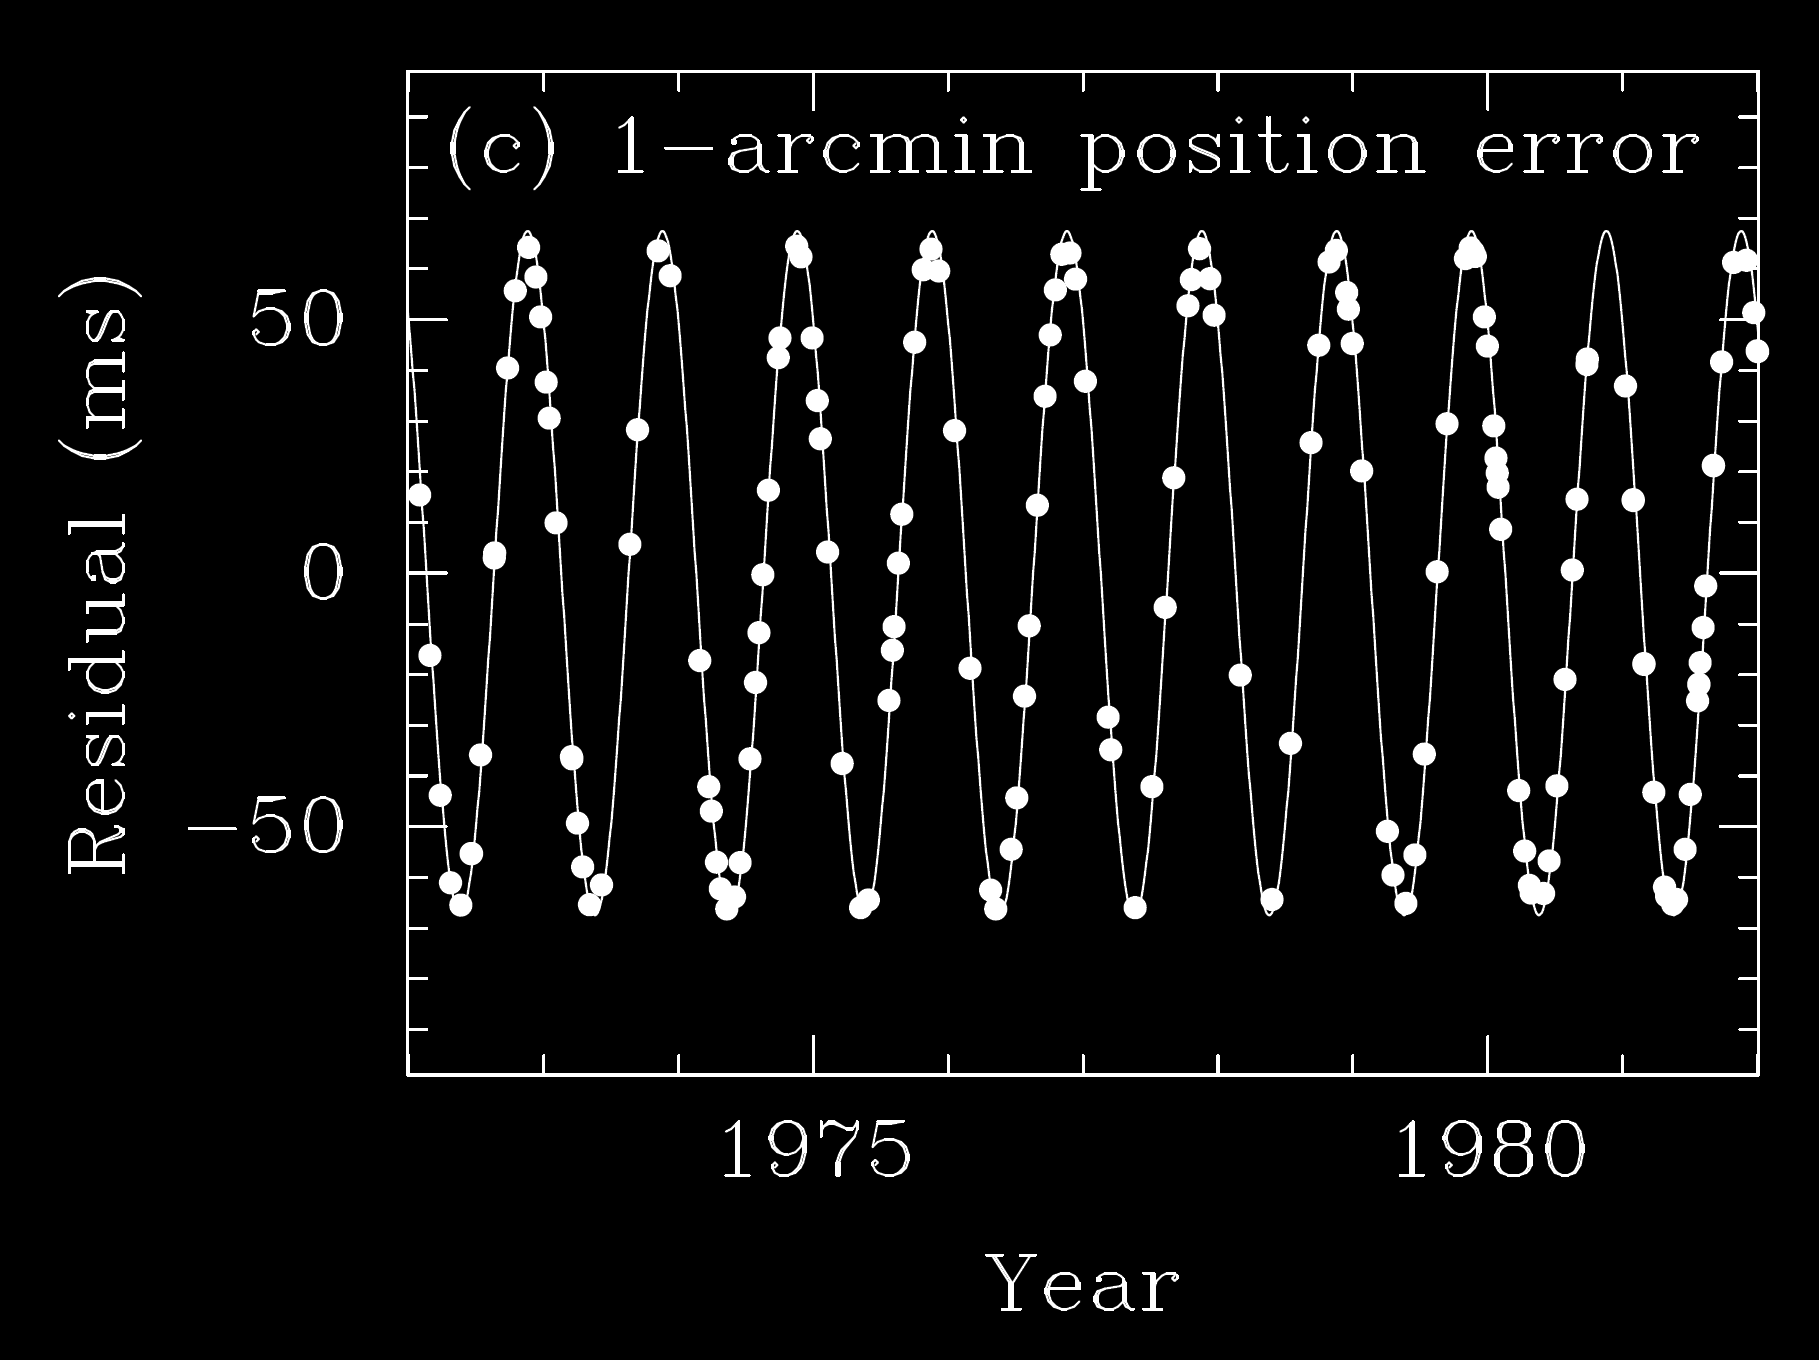 (c) 1−arcmin position error
Residual (ms)
50
0
−50
1975 1980
Year